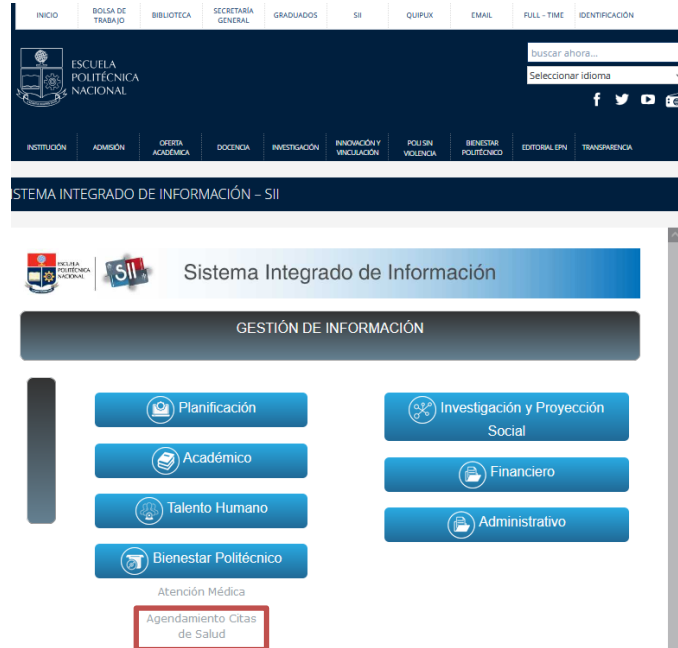 INICIO
BOLSA DE
TRABAJO
BIBLIOTECA
SECRETARÍA
GENERAL
GRADUADOS
SII
QUIPUX
EMAIL
FULL – TIME
IDENTIFICACIÓN
ESCUELA
POLITÉCNICA
NACIONAL
buscar ahora...
Seleccionar idioma
INSTITUCIÓN
ADMISIÓN
OFERTA
ACADÉMICA
DOCENCIA
INVESTIGACIÓN
INNOVACIÓN Y
VINCULACIÓN
POLI SIN
VIOLENCIA
BIENESTAR
POLITÉCNICO
EDITORIAL EPN
TRANSPARENCIA
ISTEMA INTEGRADO DE INFORMACIÓN – SII
ESCUELA
POLITÉCNICA
NACIONAL
SII
Sistema Integrado de Información
GESTIÓN DE INFORMACIÓN
Planificación
Académico
Talento Humano
Bienestar Politécnico
Atención Médica
Agendamiento Citas
de Salud
Investigación y Proyección
Social
Financiero
Administrativo